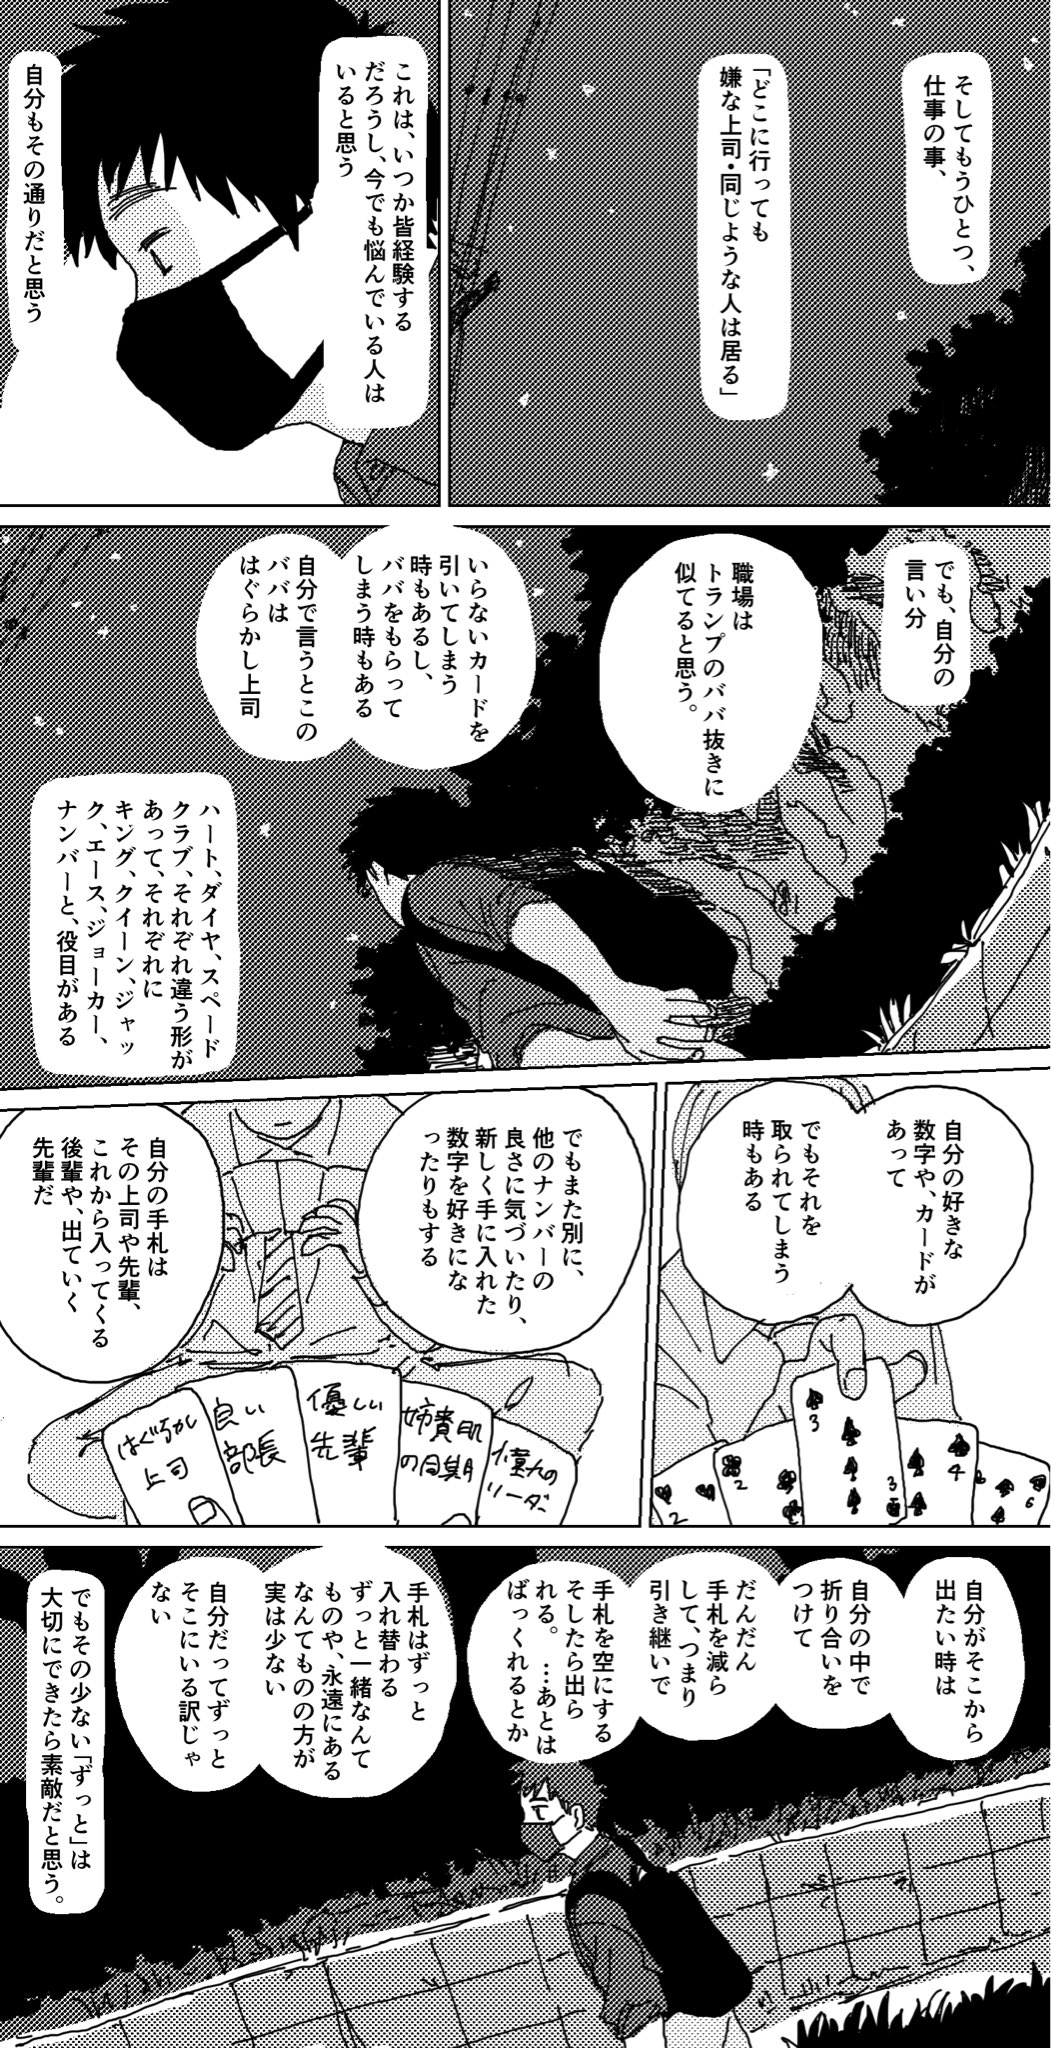 そしてもうひとつ、
仕事の事、
「どこに行っても
嫌な上司・同じような人は居る」
これは、いつか皆経験する
だろうし、今でも悩んでいる人は
いると思う
自分もその通りだと思う
でも、自分の
言い分
職場は
トランプのババ抜きに
似てると思う。
いらないカードを
引いてしまう
時もあるし、
ババをもらって
しまう時もある
自分で言うとこの
ババは
はぐらかし上司
ハート、ダイヤ、スペード
クラブ、それぞれ違う形が
あって、それぞれに
キング、クイーン、ジャッ
ク、エース、ジョーカー、
ナンバーと、役目がある
自分の好きな
数字や、カードが
あって
でもそれを
取られてしまう
時もある
2
2
3
3
4
6
でもまた別に、
他のナンバーの
良さに気づいたり、
新しく手に入れた
数字を好きにな
ったりもする
自分の手札は
その上司や先輩、
これから入ってくる
後輩や、出ていく
先輩だ
はぐらかし
上司
良い
部長
優しい
先輩
姉貴肌
の同期
憧れの
リーダー
自分がそこから
出たい時は
自分の中で
折り合いを
つけて
だんだん
手札を減ら
して、つまり
引き継いで
手札を空にする
そしたら出ら
れる。…あとは
ばっくれるとか
手札はずっと
入れ替わる
ずっと一緒なんて
ものや、永遠にある
なんてものの方が
実は少ない
自分だってずっと
そこにいる訳じゃ
ない
でもその少ない「ずっと」は
大切にできたら素敵だと思う。